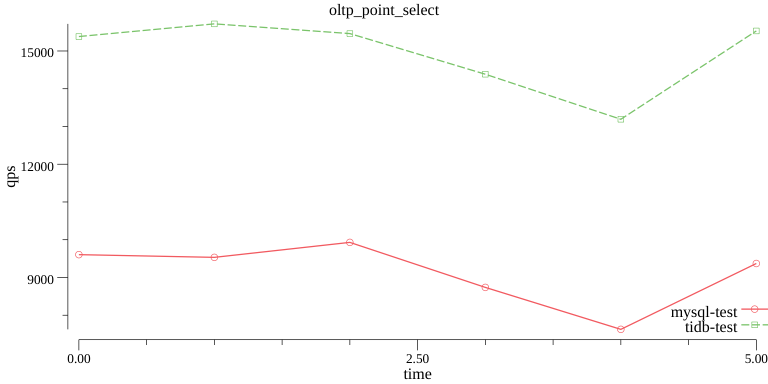 oltp_point_select
15000
12000
9000
qps
mysql-test
tidb-test
0.00 2.50 5.00
time